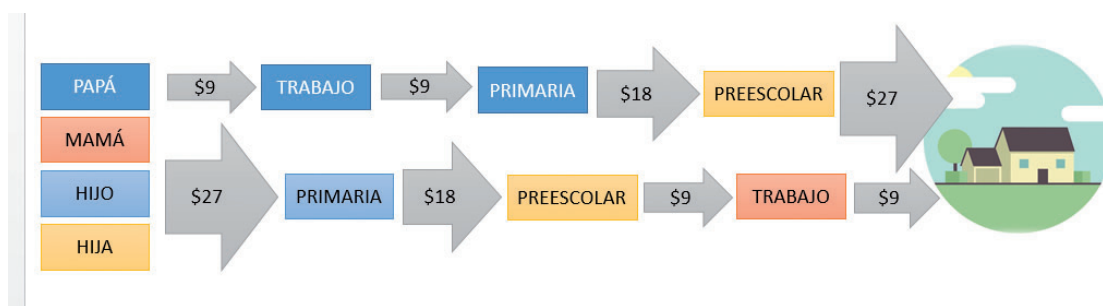 PAPÁ
$9
TRABAJO
$9
PRIMARIA
$18
PREESCOLAR
$27
MAMÁ
HIJO
HIJA
$27
PRIMARIA
$18
PREESCOLAR
$9
TRABAJO
$9